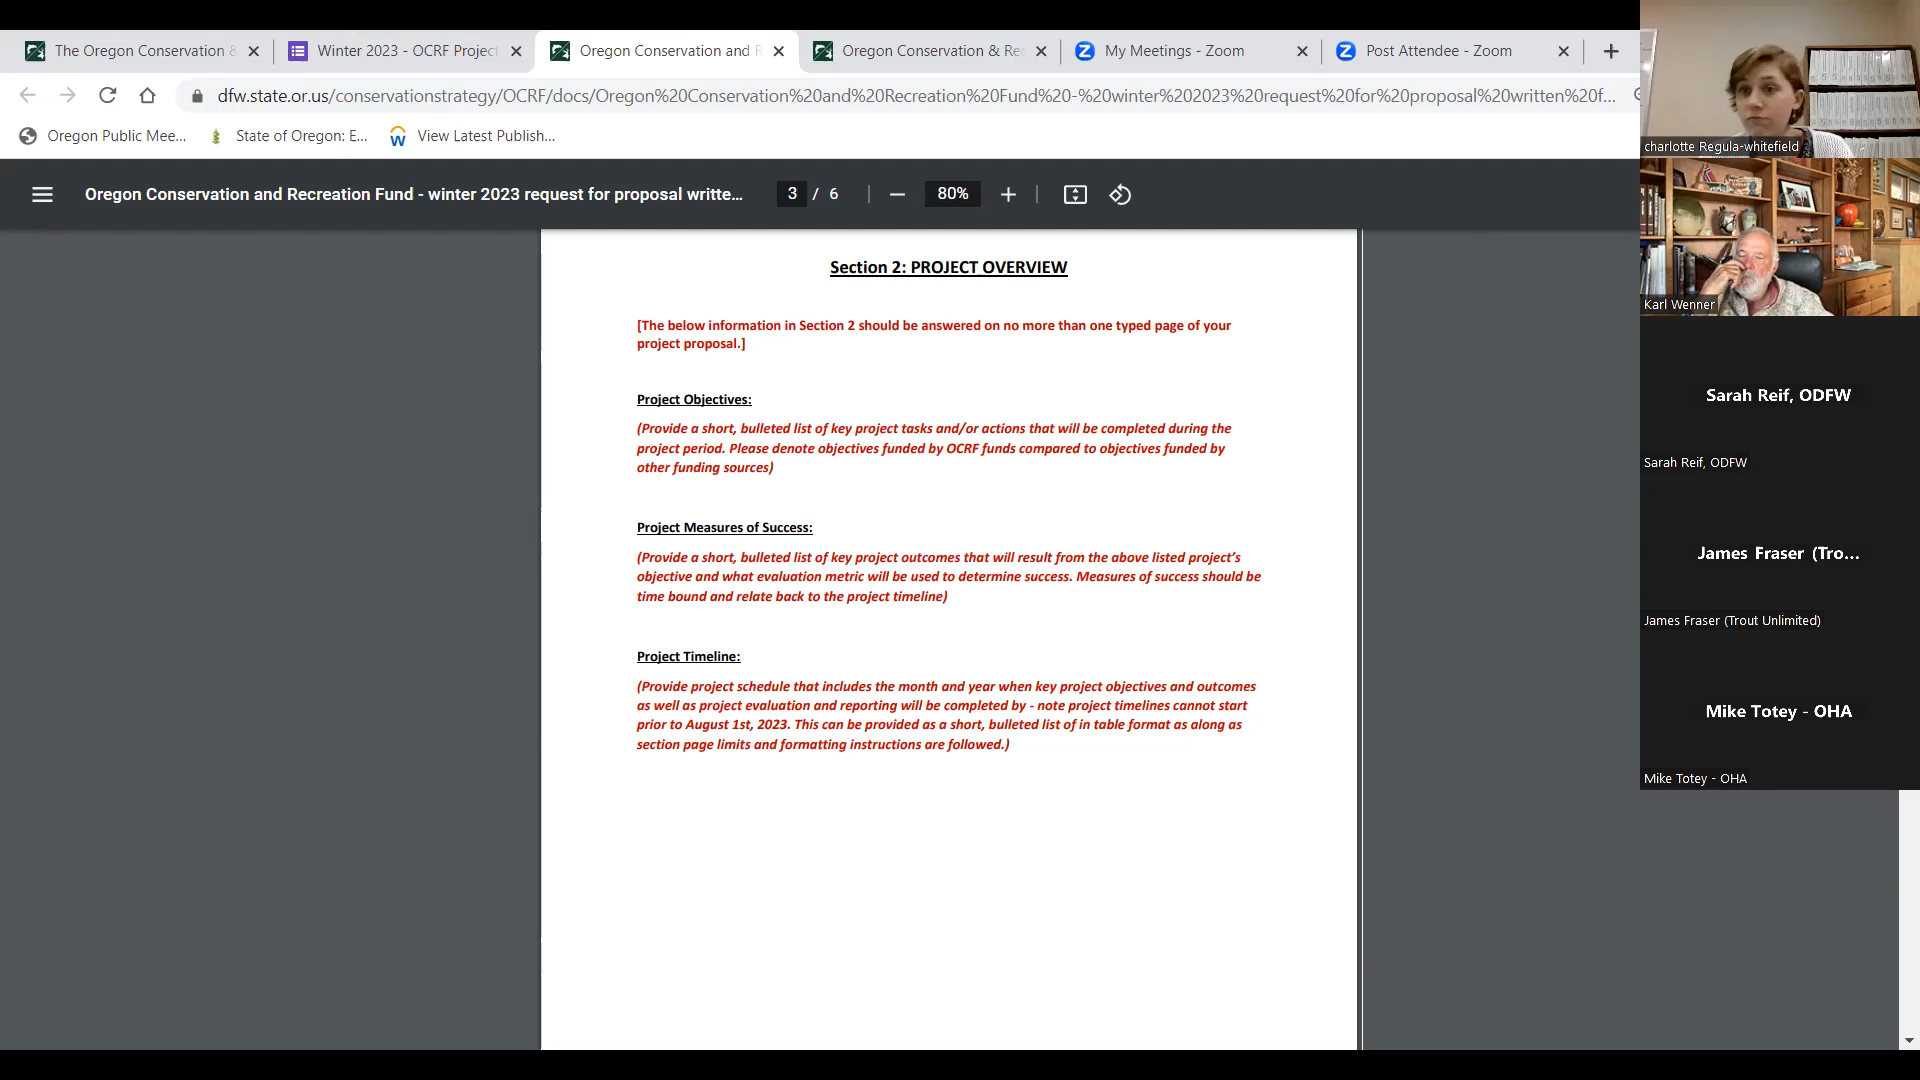 The Oregon Conservation &
Winter 2023 - OCRF Project
Oregon Conservation and R
Oregon Conservation & Re
My Meetings - Zoom
Post Attendee - Zoom
dfw.state.or.us/conservationstrategy/OCRF/docs/Oregon%20Conservation%20and%20Recreation%20Fund%20-%20winter%202023%20request%20for%20proposal%20written%20f...
Oregon Public Mee...
State of Oregon: E...
View Latest Publish...
Oregon Conservation and Recreation Fund - winter 2023 request for proposal writte...
3 / 6
80%
Section 2: PROJECT OVERVIEW
[The below information in Section 2 should be answered on no more than one typed page of your
project proposal.]
Project Objectives:
(Provide a short, bulleted list of key project tasks and/or actions that will be completed during the
project period. Please denote objectives funded by OCRF funds compared to objectives funded by
other funding sources)
Project Measures of Success:
(Provide a short, bulleted list of key project outcomes that will result from the above listed project's
objective and what evaluation metric will be used to determine success. Measures of success should be
time bound and relate back to the project timeline)
Project Timeline:
(Provide project schedule that includes the month and year when key project objectives and outcomes
as well as project evaluation and reporting will be completed by - note project timelines cannot start
prior to August 1st, 2023. This can be provided as a short, bulleted list of in table format as along as
section page limits and formatting instructions are followed.)
charlotte Regula-whitefield
Karl Wenner
Sarah Reif, ODFW
Sarah Reif, ODFW
James Fraser (Tro...
James Fraser (Trout Unlimited)
Mike Totey - OHA
Mike Totey - OHA